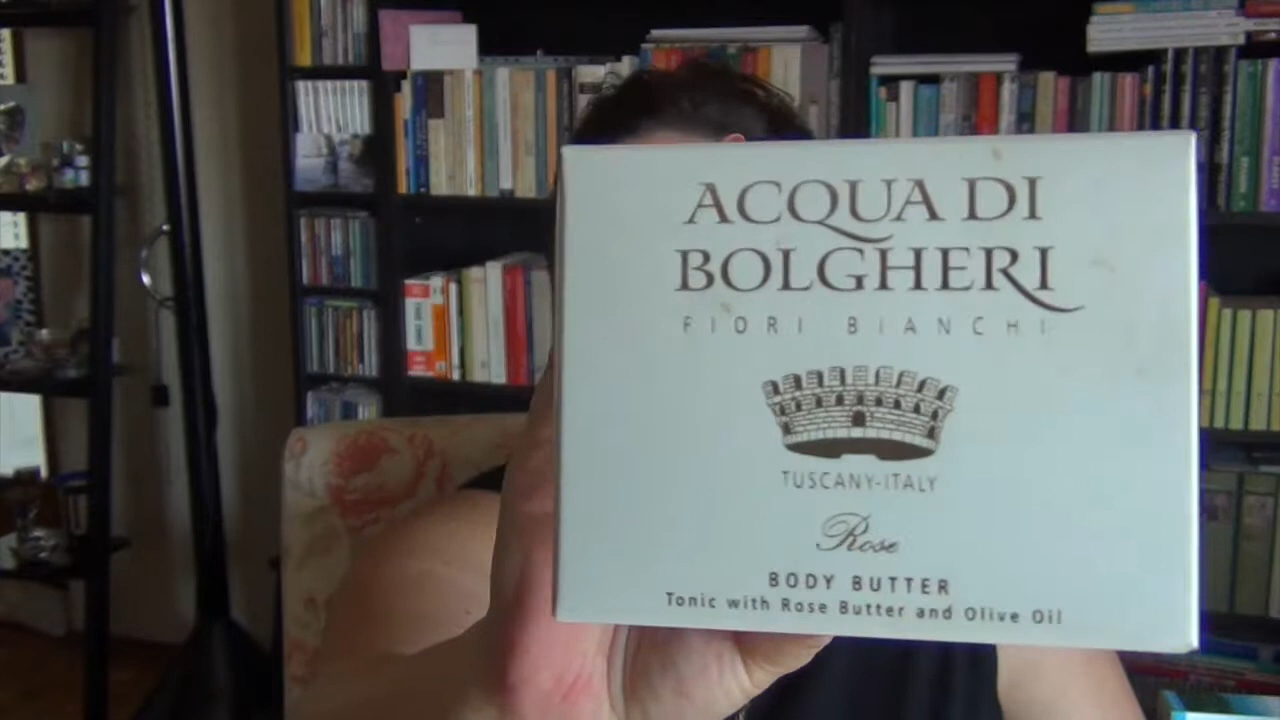 ACQUA DI
BOLGHERI
FIORI BIANCHI
TUSCANY-ITALY
Rose
BODY BUTTER
Tonic with Rose Butter and Olive Oil